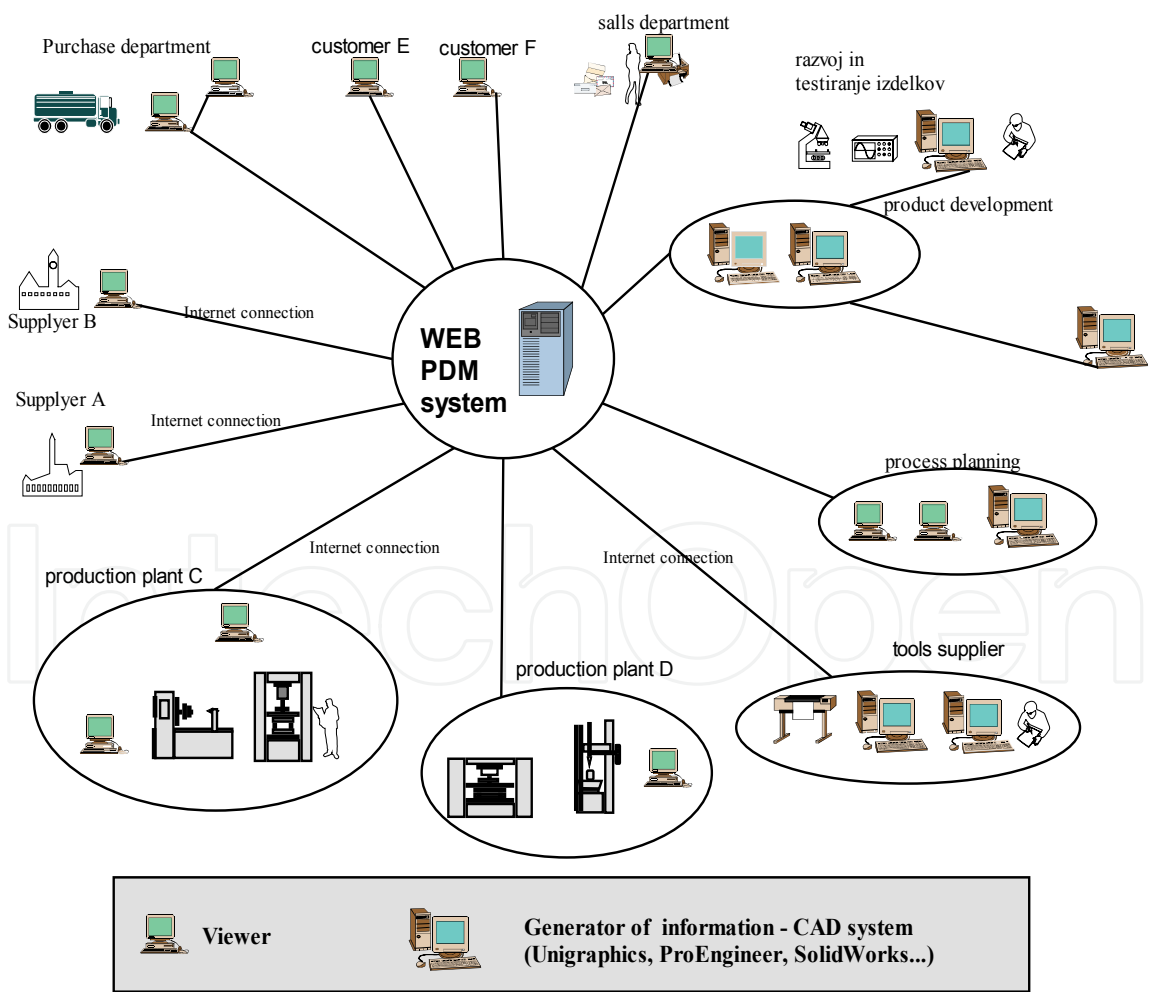 salls department
Purchase department
customer E
customer F
razvoj in
testiranje izdelkov
product development
Supplyer B
Internet connection
WEB
PDM
system
Supplyer A
Internet connection
process planning
Internet connection
Internet connection
production plant C
tools supplier
production plant D
IntechOpen
Viewer
Generator of information - CAD system
(Unigraphics, ProEngineer, SolidWorks...)